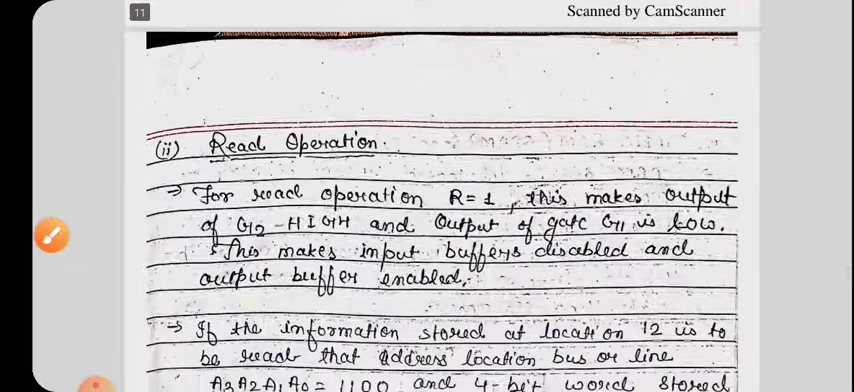 11
Scanned by CamScanner
(ii) Read Operation.
→ For read operation R=1, this makes output
of G2 - HIGH and Output of gate G1 is Low.
This makes input buffers disabled and
output buffer enabled.
→ If the information stored at location 12 is to
be read that address location bus or line
A3 A2 A1 A0 = 1100 and 4-bit word stored